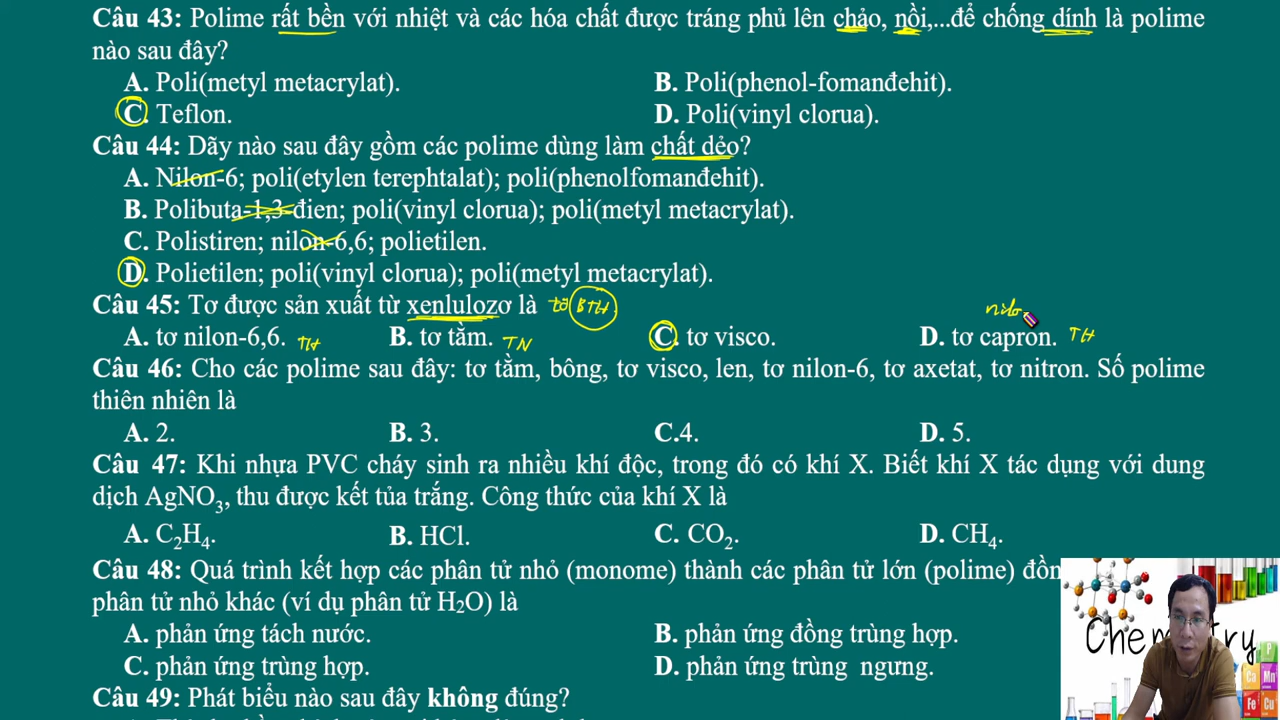 Câu 43: Polime rất bền với nhiệt và các hóa chất được tráng phủ lên chảo, nồi,...để chống dính là polime
nào sau đây?
A. Poli(metyl metacrylat). B. Poli(phenol-fomanđehit).
C. Teflon. D. Poli(vinyl clorua).
Câu 44: Dãy nào sau đây gồm các polime dùng làm chất dẻo?
A. Nilon-6; poli(etylen terephtalat); poli(phenolfomanđehit).
B. Polibuta-1,3-đien; poli(vinyl clorua); poli(metyl metacrylat).
C. Polistiren; nilon-6,6; polietilen.
D. Polietilen; poli(vinyl clorua); poli(metyl metacrylat).
Câu 45: Tơ được sản xuất từ xenlulozơ là tơ BTH
nilo
A. tơ nilon-6,6. TH B. tơ tằm. TN C. tơ visco. D. tơ capron. TH
Câu 46: Cho các polime sau đây: tơ tằm, bông, tơ visco, len, tơ nilon-6, tơ axetat, tơ nitron. Số polime
thiên nhiên là
A. 2. B. 3. C.4. D. 5.
Câu 47: Khi nhựa PVC cháy sinh ra nhiều khí độc, trong đó có khí X. Biết khí X tác dụng với dung
dịch AgNO₃, thu được kết tủa trắng. Công thức của khí X là
A. C₂H₄. B. HCl. C. CO₂. D. CH₄.
Câu 48: Quá trình kết hợp các phân tử nhỏ (monome) thành các phân tử lớn (polime) đồn
phân tử nhỏ khác (ví dụ phân tử H₂O) là
A. phản ứng tách nước. B. phản ứng đồng trùng hợp.
C. phản ứng trùng hợp. D. phản ứng trùng ngưng.
Câu 49: Phát biểu nào sau đây không đúng?
Chemistry
P
Ca Mn
Fe Cu